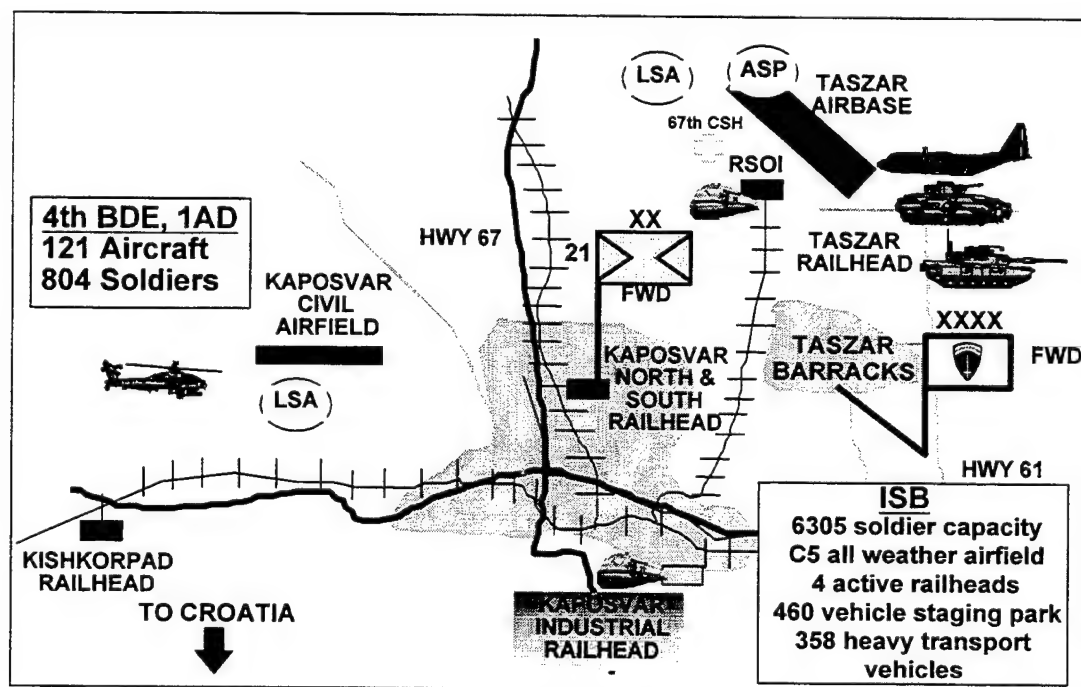 LSA
ASP
TASZAR
AIRBASE
67th CSH
RSOI
4th BDE, 1AD
121 Aircraft
804 Soldiers
HWY 67
XX
21
FWD
TASZAR
RAILHEAD
KAPOSVAR
CIVIL
AIRFIELD
LSA
KAPOSVAR
NORTH &
SOUTH
RAILHEAD
TASZAR
BARRACKS
XXXX
FWD
HWY 61
KISHKORPAD
RAILHEAD
TO CROATIA
KAPOSVAR
INDUSTRIAL
RAILHEAD
ISB
6305 soldier capacity
C5 all weather airfield
4 active railheads
460 vehicle staging park
358 heavy transport
vehicles